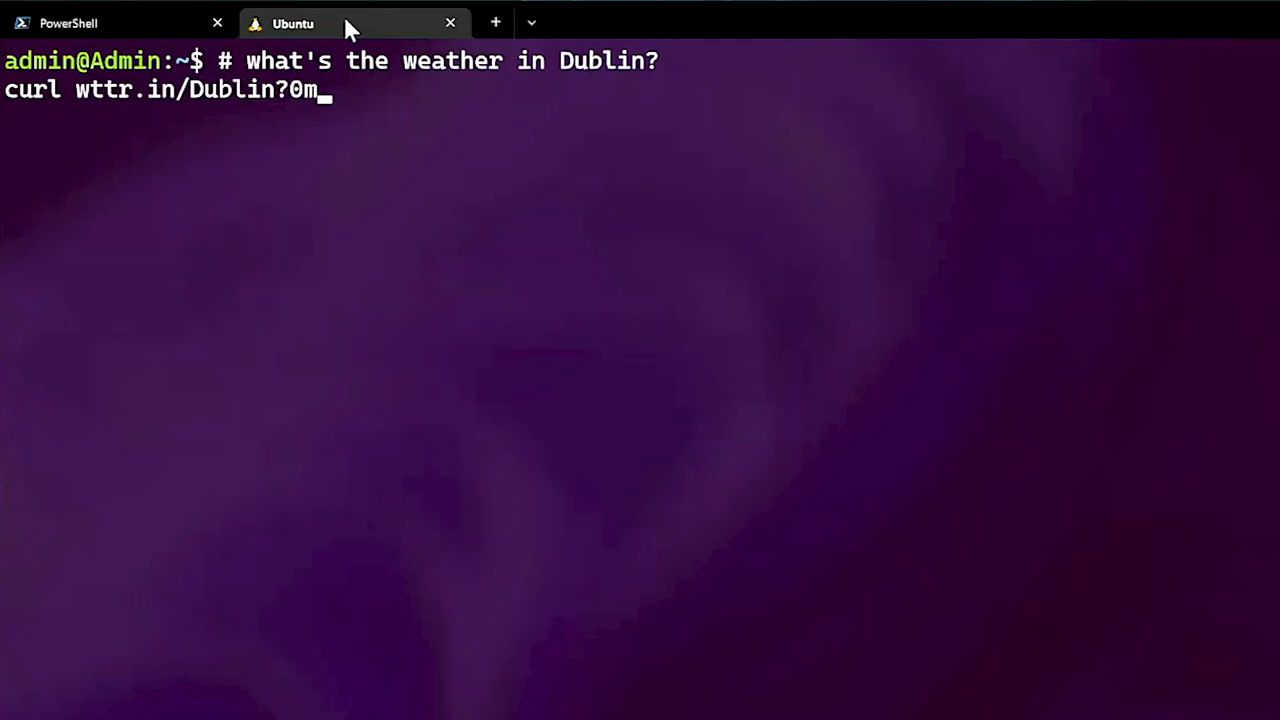 PowerShell
Ubuntu
admin@Admin:~$ # what's the weather in Dublin?
curl wttr.in/Dublin?0m